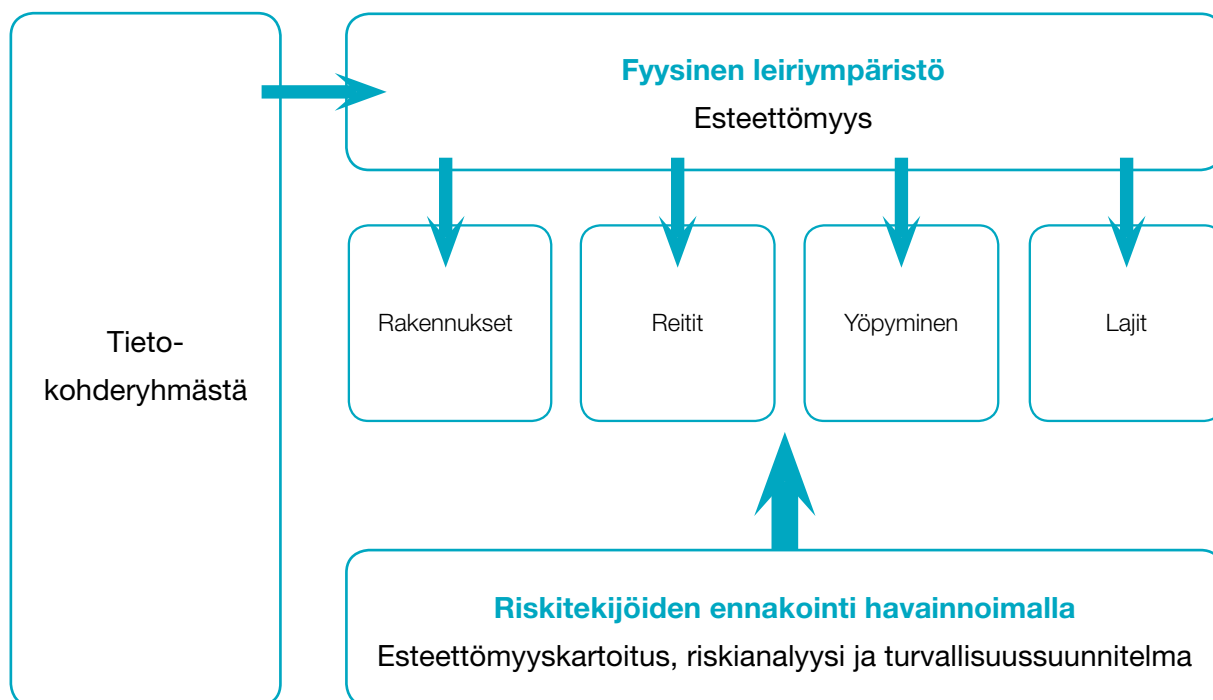 Fyysinen leiriympäristö
Esteettömyys
Tieto-
kohderyhmästä
Rakennukset
Reitit
Yöpyminen
Lajit
Riskitekijöiden ennakointi havainnoimalla
Esteettömyyskartoitus, riskianalyysi ja turvallisuussuunnitelma